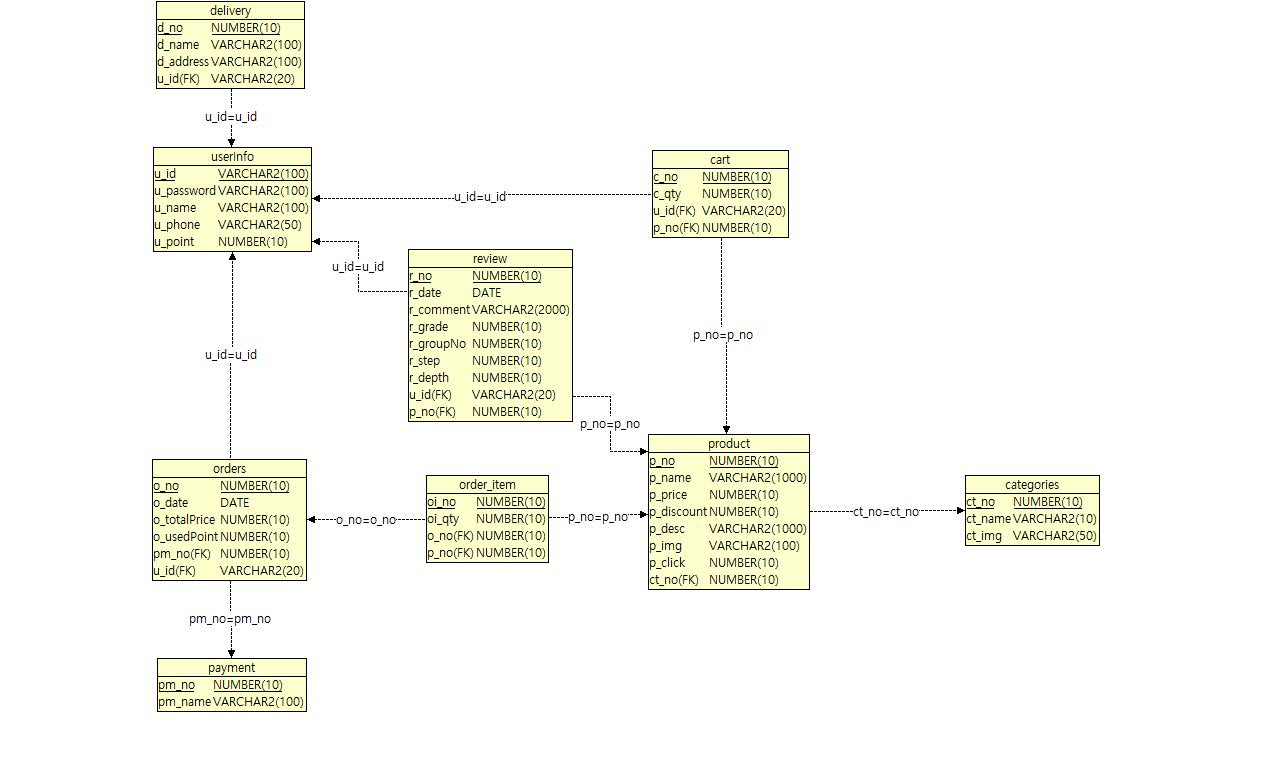 delivery
d_no NUMBER(10)
d_name VARCHAR2(100)
d_address VARCHAR2(100)
u_id(FK) VARCHAR2(20)
u_id=u_id
userInfo
u_id VARCHAR2(100)
u_password VARCHAR2(100)
u_name VARCHAR2(100)
u_phone VARCHAR2(50)
u_point NUMBER(10)
cart
c_no NUMBER(10)
c_qty NUMBER(10)
u_id(FK) VARCHAR2(20)
p_no(FK) NUMBER(10)
u_id=u_id
u_id=u_id
review
r_no NUMBER(10)
r_date DATE
r_comment VARCHAR2(2000)
r_grade NUMBER(10)
r_groupNo NUMBER(10)
r_step NUMBER(10)
r_depth NUMBER(10)
u_id(FK) VARCHAR2(20)
p_no(FK) NUMBER(10)
p_no=p_no
u_id=u_id
p_no=p_no
orders
o_no NUMBER(10)
o_date DATE
o_totalPrice NUMBER(10)
o_usedPoint NUMBER(10)
pm_no(FK) NUMBER(10)
u_id(FK) VARCHAR2(20)
o_no=o_no
order_item
oi_no NUMBER(10)
oi_qty NUMBER(10)
o_no(FK) NUMBER(10)
p_no(FK) NUMBER(10)
p_no=p_no
product
p_no NUMBER(10)
p_name VARCHAR2(1000)
p_price NUMBER(10)
p_discount NUMBER(10)
p_desc VARCHAR2(1000)
p_img VARCHAR2(100)
p_click NUMBER(10)
ct_no(FK) NUMBER(10)
ct_no=ct_no
categories
ct_no NUMBER(10)
ct_name VARCHAR2(10)
ct_img VARCHAR2(50)
pm_no=pm_no
payment
pm_no NUMBER(10)
pm_name VARCHAR2(100)